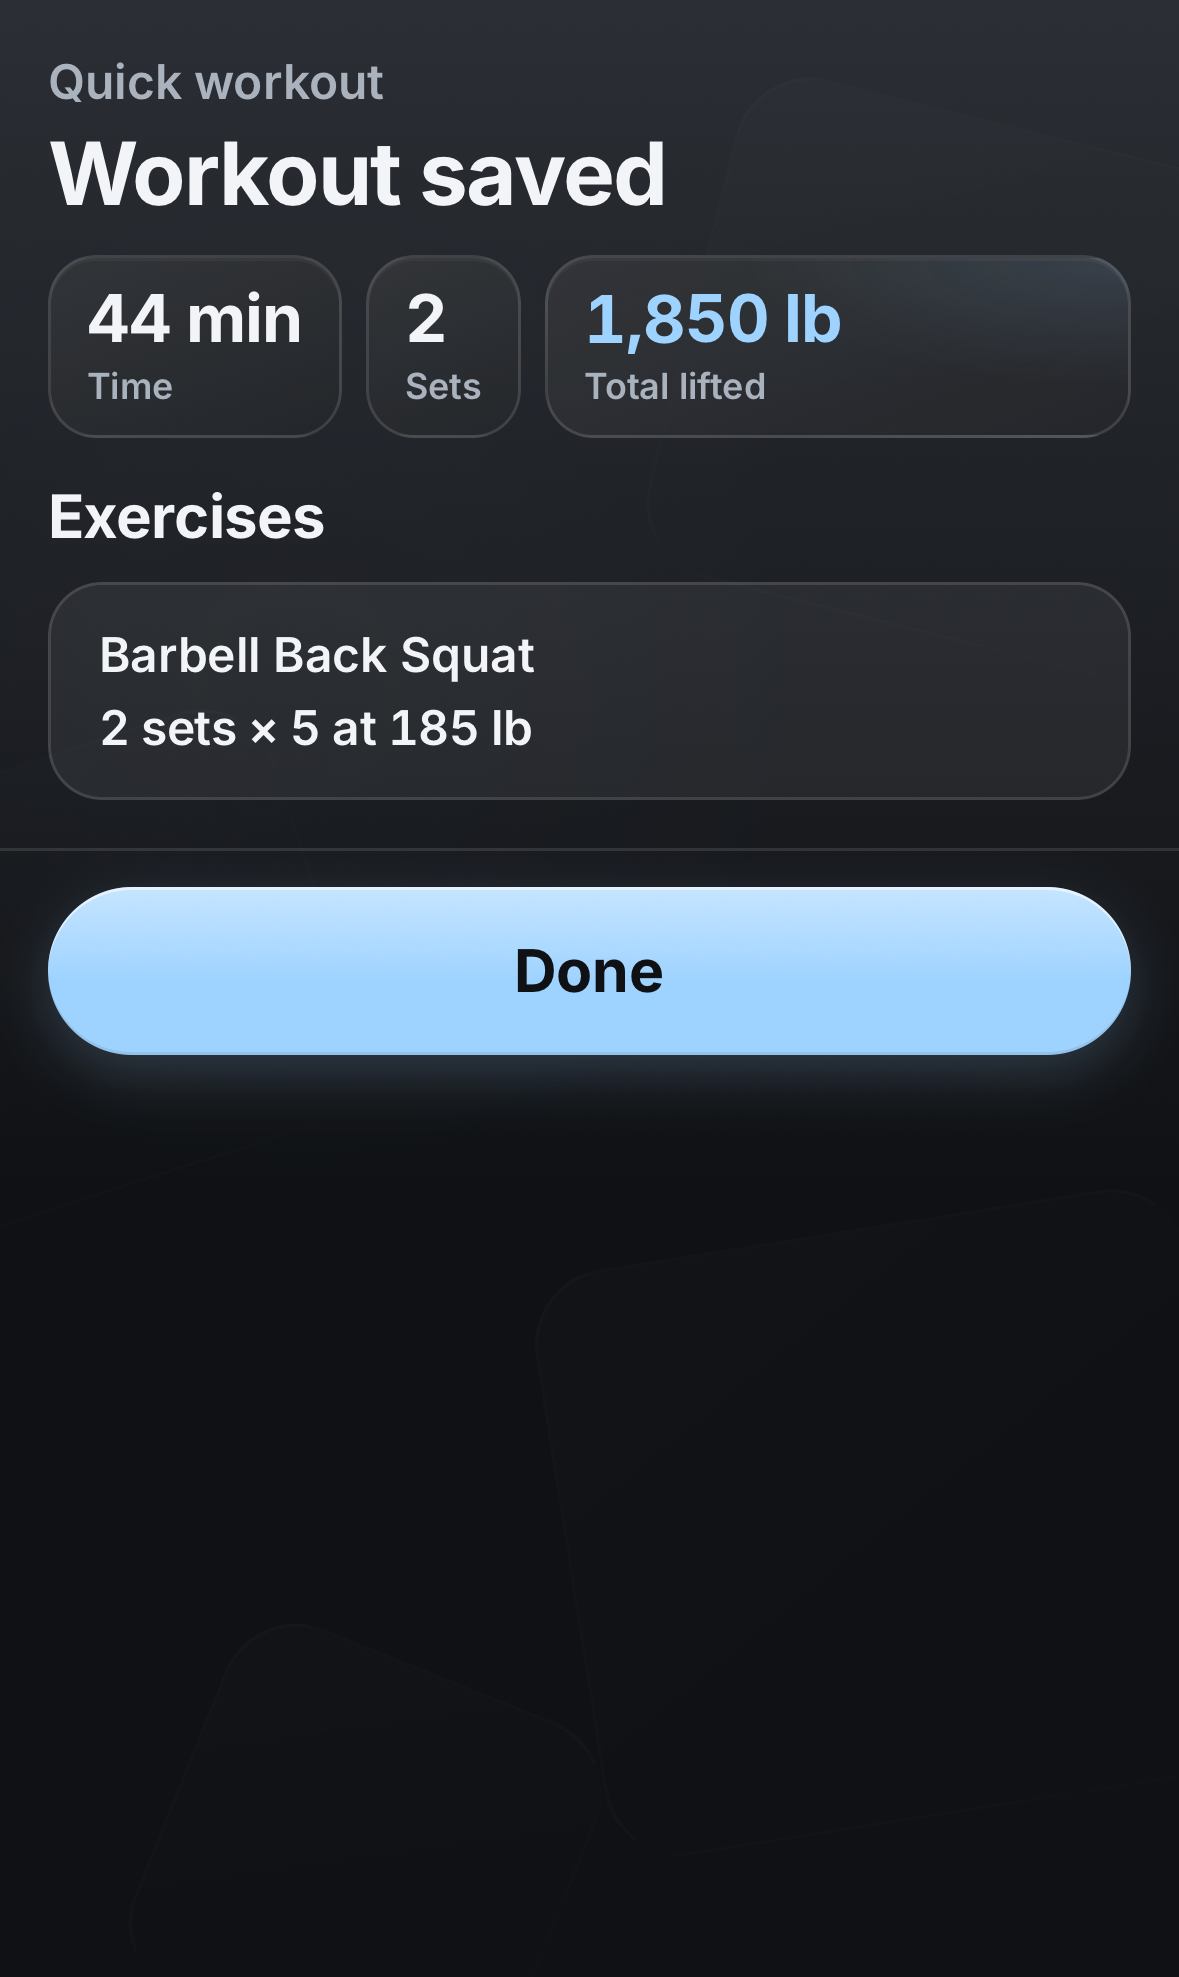 Quick workout
Workout saved
44 min
Time
2
Sets
1,850 lb
Total lifted
Exercises
Barbell Back Squat
2 sets × 5 at 185 lb
Done